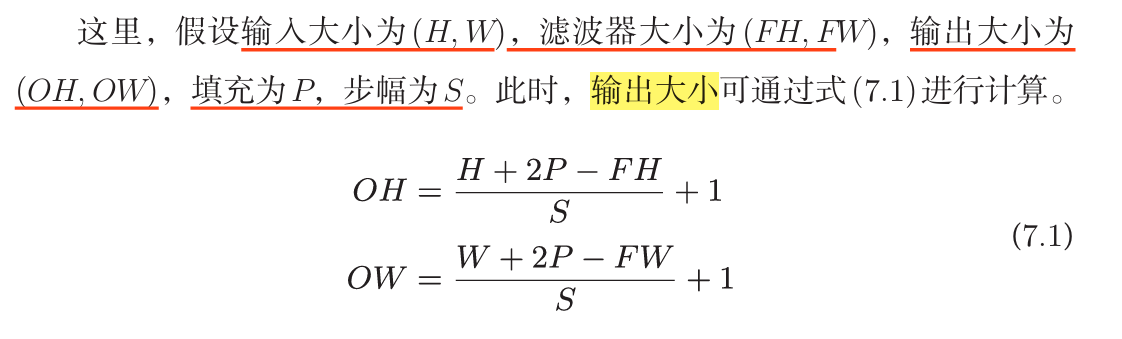 这里，假设输入大小为(H, W)，滤波器大小为(FH, FW)，输出大小为
(OH, OW)，填充为P，步幅为S。此时，输出大小可通过式(7.1)进行计算。
OH = \frac{H + 2P − FH}{S} + 1
(7.1)
OW = \frac{W + 2P − FW}{S} + 1